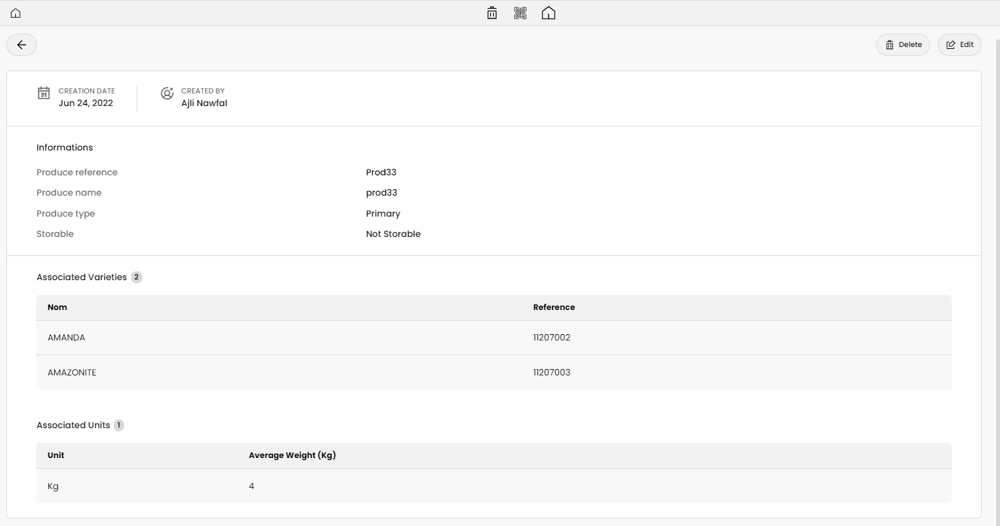 Delete Edit
CREATION DATE CREATED BY
Jun 24, 2022 Ajli Nawfal
Informations
Produce reference Prod33
Produce name prod33
Produce type Primary
Storable Not Storable
Associated Varieties 2
Nom Reference
AMANDA 11207002
AMAZONITE 11207003
Associated Units 1
Unit Average Weight (Kg)
Kg 4